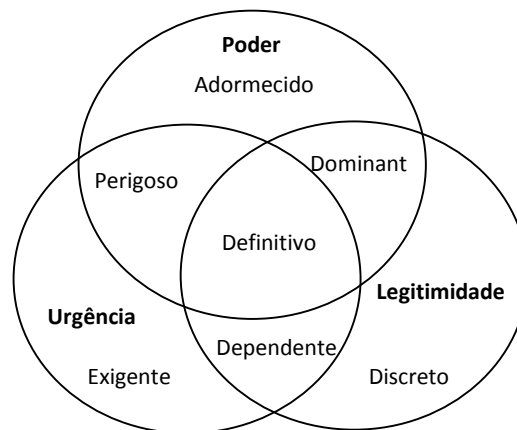 Poder
Adormecido
Dominant
Perigoso
Definitivo
Legitimidade
Urgência
Dependente
Exigente
Discreto